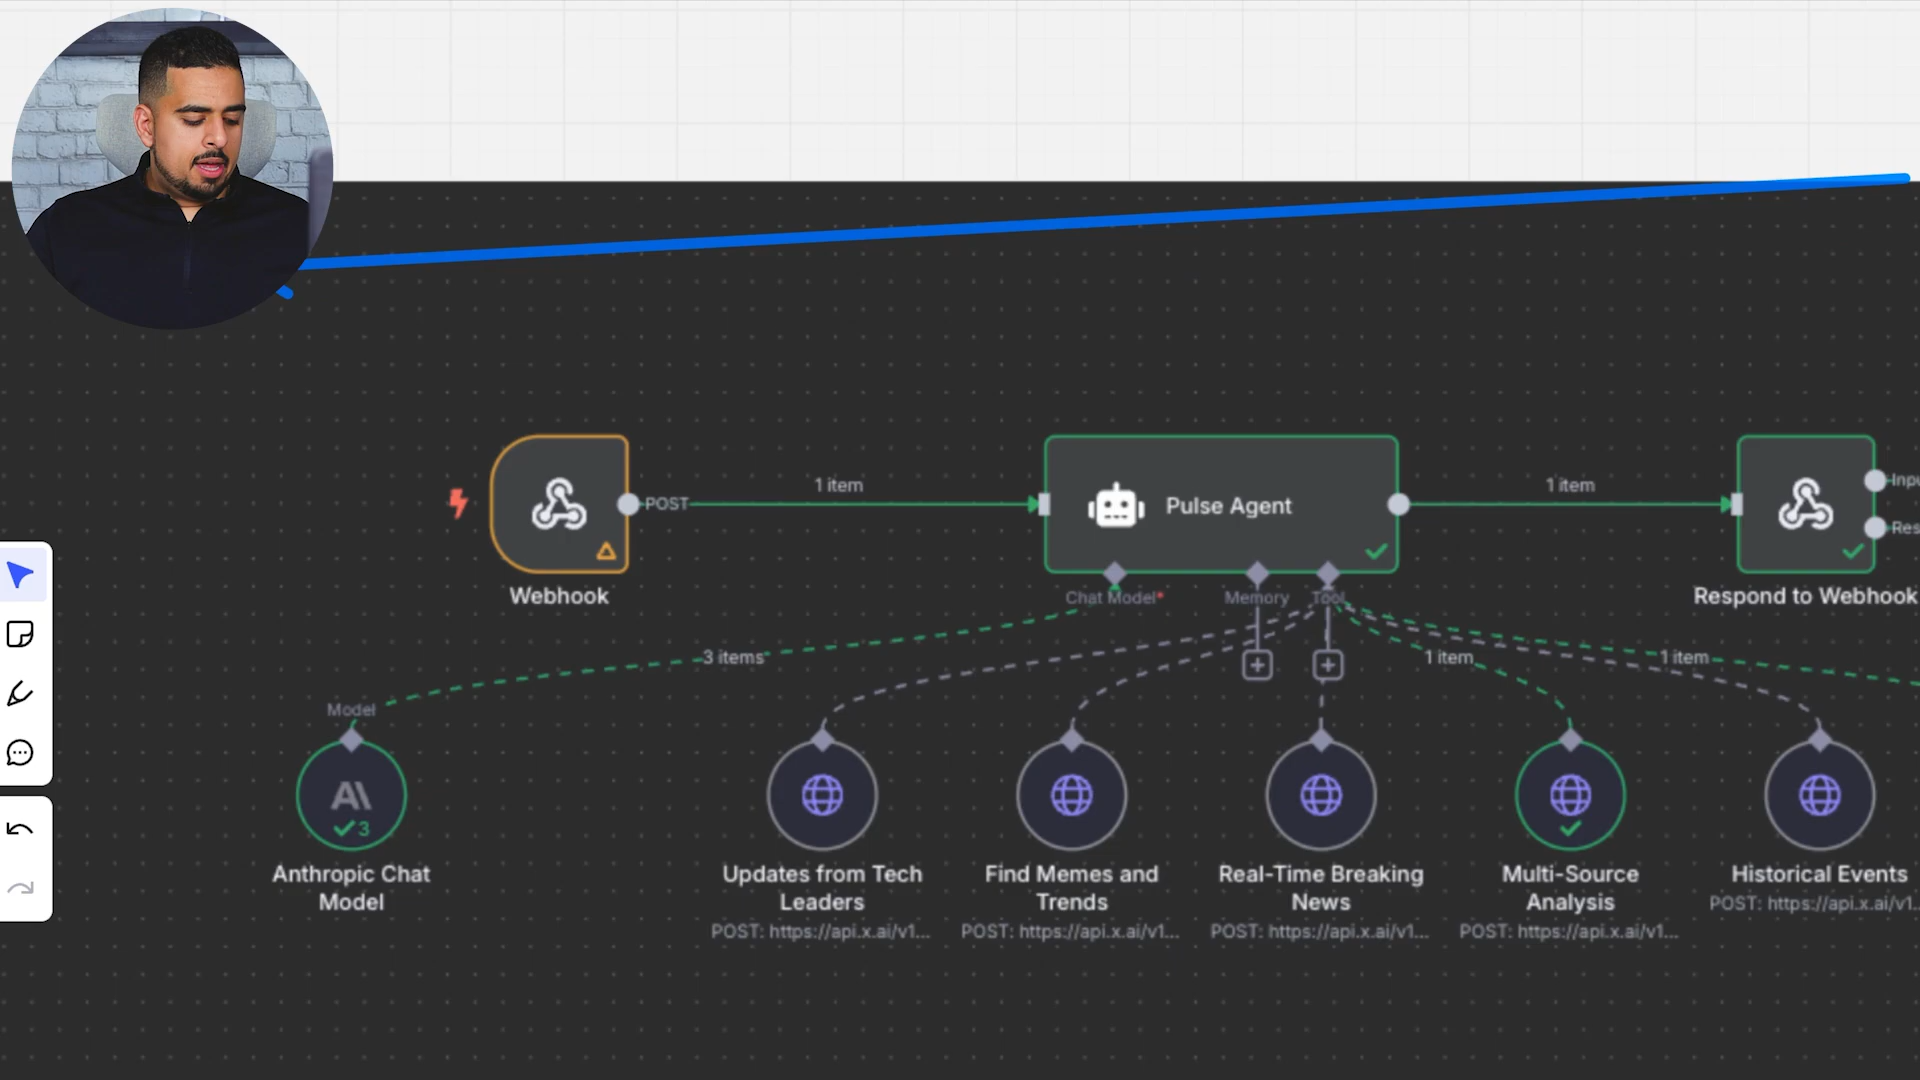 POST
1 item
Pulse Agent
1 item
Inpu
Res
Webhook
Chat Model*
Memory
Tool
Respond to Webhook
3 items
1 item
1 item
Model
3
Anthropic Chat
Model
Updates from Tech
Leaders
POST: https://api.x.ai/v1...
Find Memes and
Trends
POST: https://api.x.ai/v1...
Real-Time Breaking
News
POST: https://api.x.ai/v1...
Multi-Source
Analysis
POST: https://api.x.ai/v1...
Historical Events
POST: https://api.x.ai/v1...